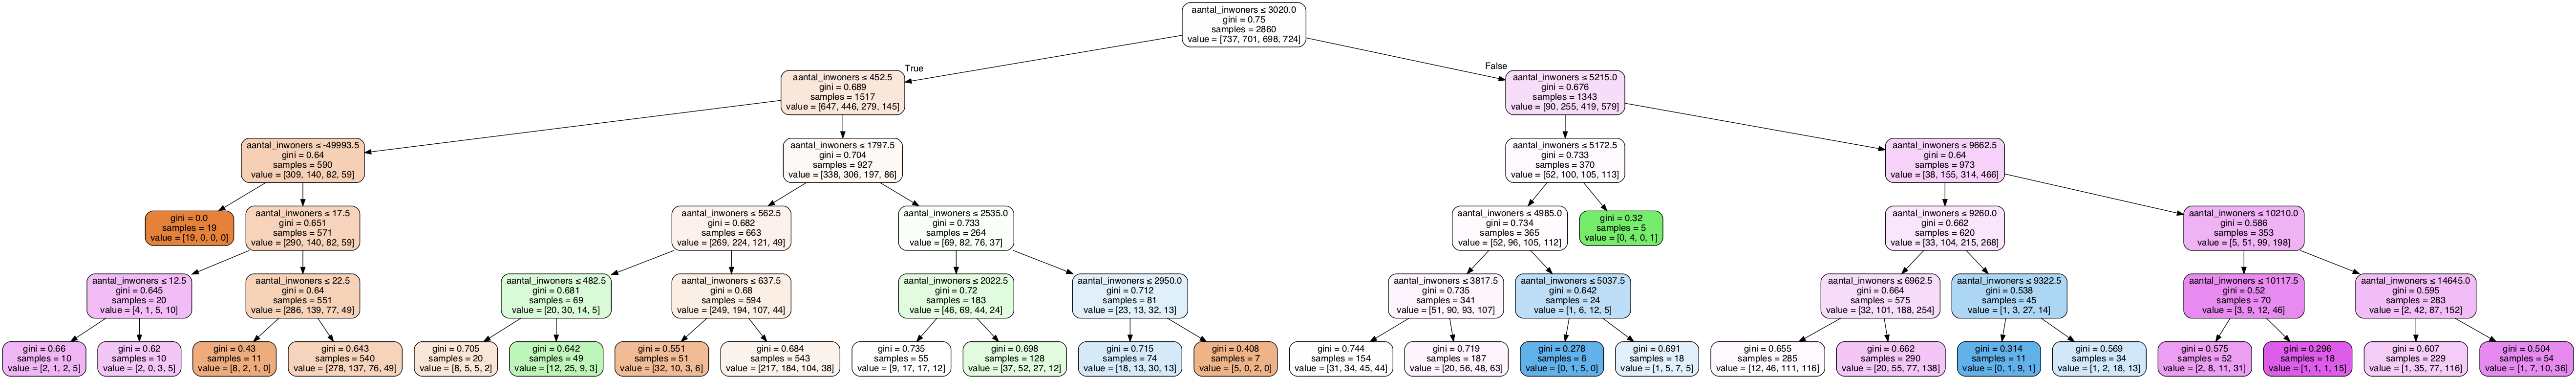 aantal_inwoners ≤ 3020.0
gini = 0.75
samples = 2860
value = [737, 701, 698, 724]
True
False
aantal_inwoners ≤ 452.5
gini = 0.689
samples = 1517
value = [647, 446, 279, 145]
aantal_inwoners ≤ 5215.0
gini = 0.676
samples = 1343
value = [90, 255, 419, 579]
aantal_inwoners ≤ -49993.5
gini = 0.64
samples = 590
value = [309, 140, 82, 59]
aantal_inwoners ≤ 1797.5
gini = 0.704
samples = 927
value = [338, 306, 197, 86]
aantal_inwoners ≤ 5172.5
gini = 0.733
samples = 370
value = [52, 100, 105, 113]
aantal_inwoners ≤ 9662.5
gini = 0.64
samples = 973
value = [38, 155, 314, 466]
gini = 0.0
samples = 19
value = [19, 0, 0, 0]
aantal_inwoners ≤ 17.5
gini = 0.651
samples = 571
value = [290, 140, 82, 59]
aantal_inwoners ≤ 562.5
gini = 0.682
samples = 663
value = [269, 224, 121, 49]
aantal_inwoners ≤ 2535.0
gini = 0.733
samples = 264
value = [69, 82, 76, 37]
aantal_inwoners ≤ 4985.0
gini = 0.734
samples = 365
value = [52, 96, 105, 112]
gini = 0.32
samples = 5
value = [0, 4, 0, 1]
aantal_inwoners ≤ 9260.0
gini = 0.662
samples = 620
value = [33, 104, 215, 268]
aantal_inwoners ≤ 10210.0
gini = 0.586
samples = 353
value = [5, 51, 99, 198]
aantal_inwoners ≤ 12.5
gini = 0.645
samples = 20
value = [4, 1, 5, 10]
aantal_inwoners ≤ 22.5
gini = 0.64
samples = 551
value = [286, 139, 77, 49]
aantal_inwoners ≤ 482.5
gini = 0.681
samples = 69
value = [20, 30, 14, 5]
aantal_inwoners ≤ 637.5
gini = 0.68
samples = 594
value = [249, 194, 107, 44]
aantal_inwoners ≤ 2022.5
gini = 0.72
samples = 183
value = [46, 69, 44, 24]
aantal_inwoners ≤ 2950.0
gini = 0.712
samples = 81
value = [23, 13, 32, 13]
aantal_inwoners ≤ 3817.5
gini = 0.735
samples = 341
value = [51, 90, 93, 107]
aantal_inwoners ≤ 5037.5
gini = 0.642
samples = 24
value = [1, 6, 12, 5]
aantal_inwoners ≤ 6962.5
gini = 0.664
samples = 575
value = [32, 101, 188, 254]
aantal_inwoners ≤ 9322.5
gini = 0.538
samples = 45
value = [1, 3, 27, 14]
aantal_inwoners ≤ 10117.5
gini = 0.52
samples = 70
value = [3, 9, 12, 46]
aantal_inwoners ≤ 14645.0
gini = 0.595
samples = 283
value = [2, 42, 87, 152]
gini = 0.66
samples = 10
value = [2, 1, 2, 5]
gini = 0.62
samples = 10
value = [2, 0, 3, 5]
gini = 0.43
samples = 11
value = [8, 2, 1, 0]
gini = 0.643
samples = 540
value = [278, 137, 76, 49]
gini = 0.705
samples = 20
value = [8, 5, 5, 2]
gini = 0.642
samples = 49
value = [12, 25, 9, 3]
gini = 0.551
samples = 51
value = [32, 10, 3, 6]
gini = 0.684
samples = 543
value = [217, 184, 104, 38]
gini = 0.735
samples = 55
value = [9, 17, 17, 12]
gini = 0.698
samples = 128
value = [37, 52, 27, 12]
gini = 0.715
samples = 74
value = [18, 13, 30, 13]
gini = 0.408
samples = 7
value = [5, 0, 2, 0]
gini = 0.744
samples = 154
value = [31, 34, 45, 44]
gini = 0.719
samples = 187
value = [20, 56, 48, 63]
gini = 0.278
samples = 6
value = [0, 1, 5, 0]
gini = 0.691
samples = 18
value = [1, 5, 7, 5]
gini = 0.655
samples = 285
value = [12, 46, 111, 116]
gini = 0.662
samples = 290
value = [20, 55, 77, 138]
gini = 0.314
samples = 11
value = [0, 1, 9, 1]
gini = 0.569
samples = 34
value = [1, 2, 18, 13]
gini = 0.575
samples = 52
value = [2, 8, 11, 31]
gini = 0.296
samples = 18
value = [1, 1, 1, 15]
gini = 0.607
samples = 229
value = [1, 35, 77, 116]
gini = 0.504
samples = 54
value = [1, 7, 10, 36]